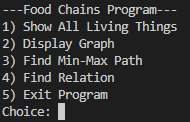 ---Food Chains Program---
1) Show All Living Things
2) Display Graph
3) Find Min-Max Path
4) Find Relation
5) Exit Program
Choice: